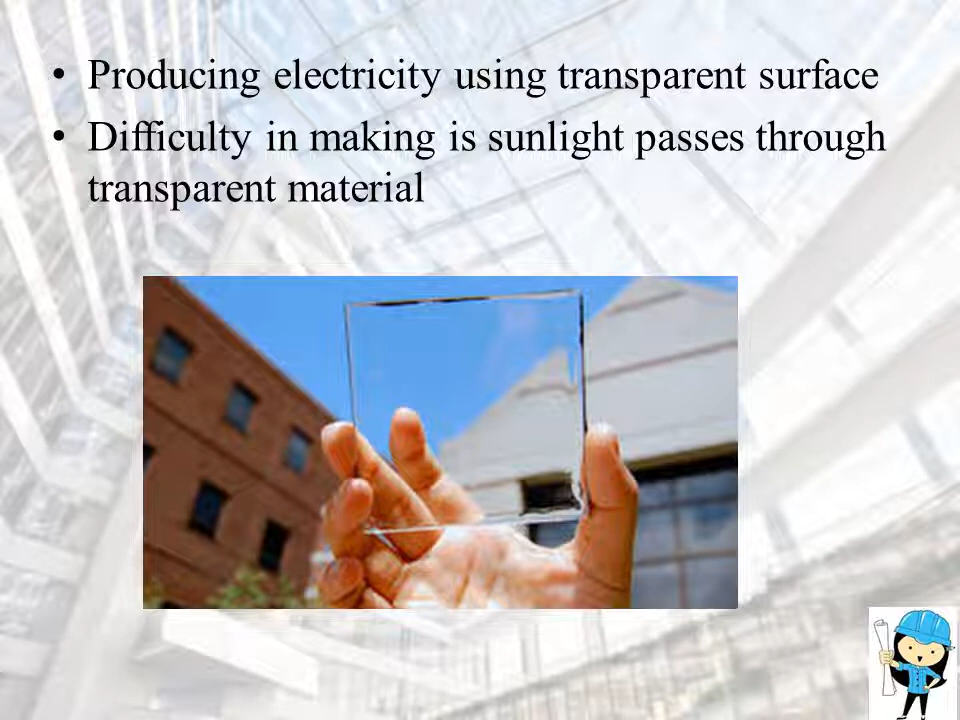 • Producing electricity using transparent surface
• Difficulty in making is sunlight passes through
transparent material